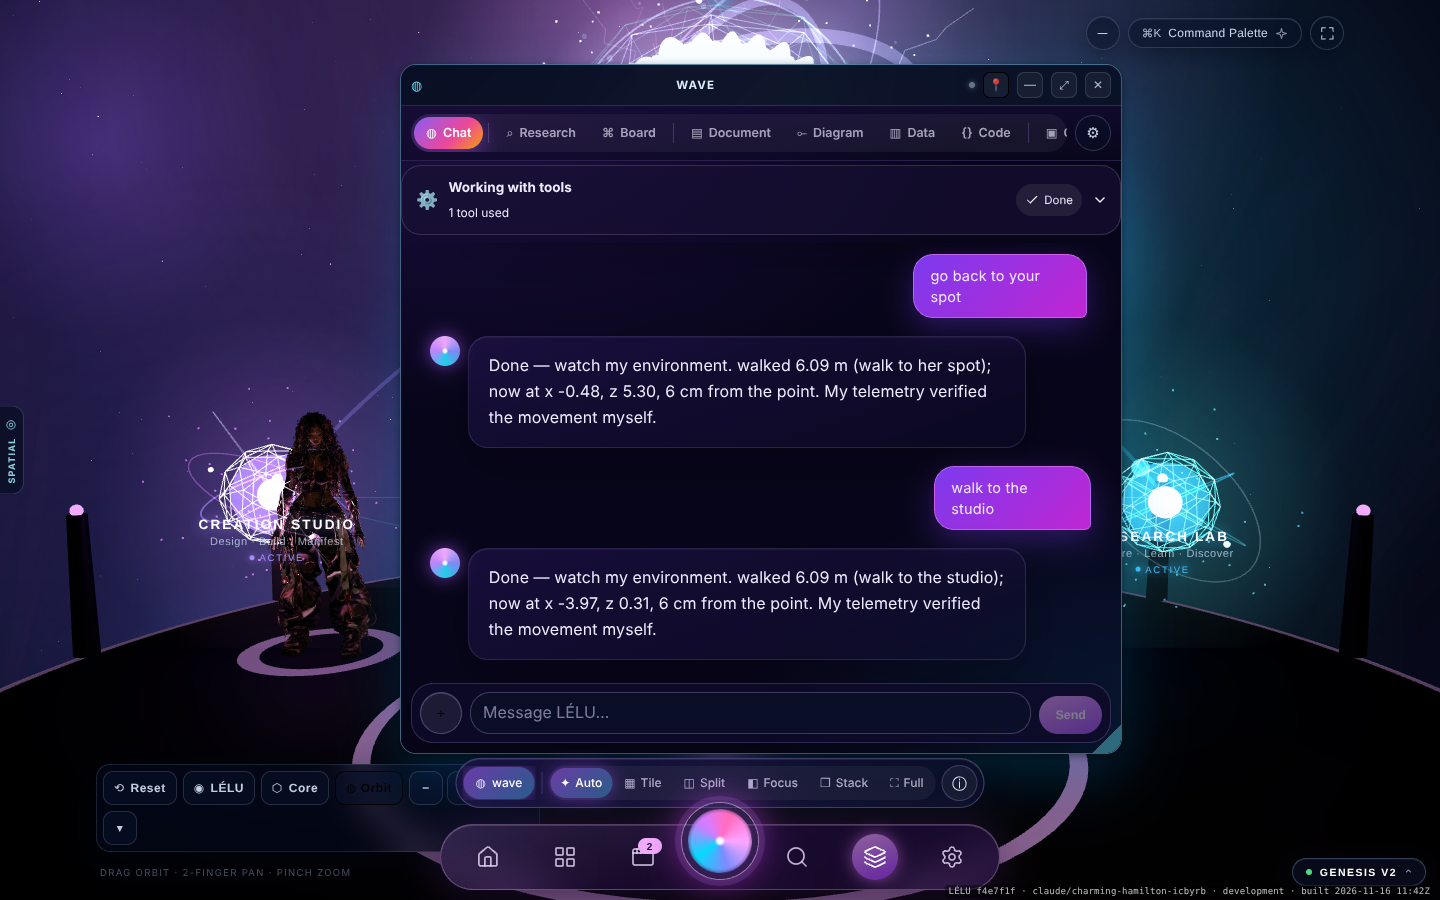 ⌘K Command Palette
WAVE
Chat
Research
Board
Document
Diagram
Data
{} Code
Working with tools
1 tool used
Done
go back to your
spot
Done — watch my environment. walked 6.09 m (walk to her spot);
now at x -0.48, z 5.30, 6 cm from the point. My telemetry verified
the movement myself.
walk to the
studio
Done — watch my environment. walked 6.09 m (walk to the studio);
now at x -3.97, z 0.31, 6 cm from the point. My telemetry verified
the movement myself.
Message LÉLU...
Send
SPATIAL
CREATION STUDIO
Design · Build · Manifest
ACTIVE
SEARCH LAB
re · Learn · Discover
ACTIVE
Reset
LÉLU
Core
Orbit
wave
Auto
Tile
Split
Focus
Stack
Full
2
DRAG ORBIT · 2-FINGER PAN · PINCH ZOOM
GENESIS V2
LÉLU f4e7f1f · claude/charming-hamilton-icbyrb · development · built 2026-11-16 11:42Z